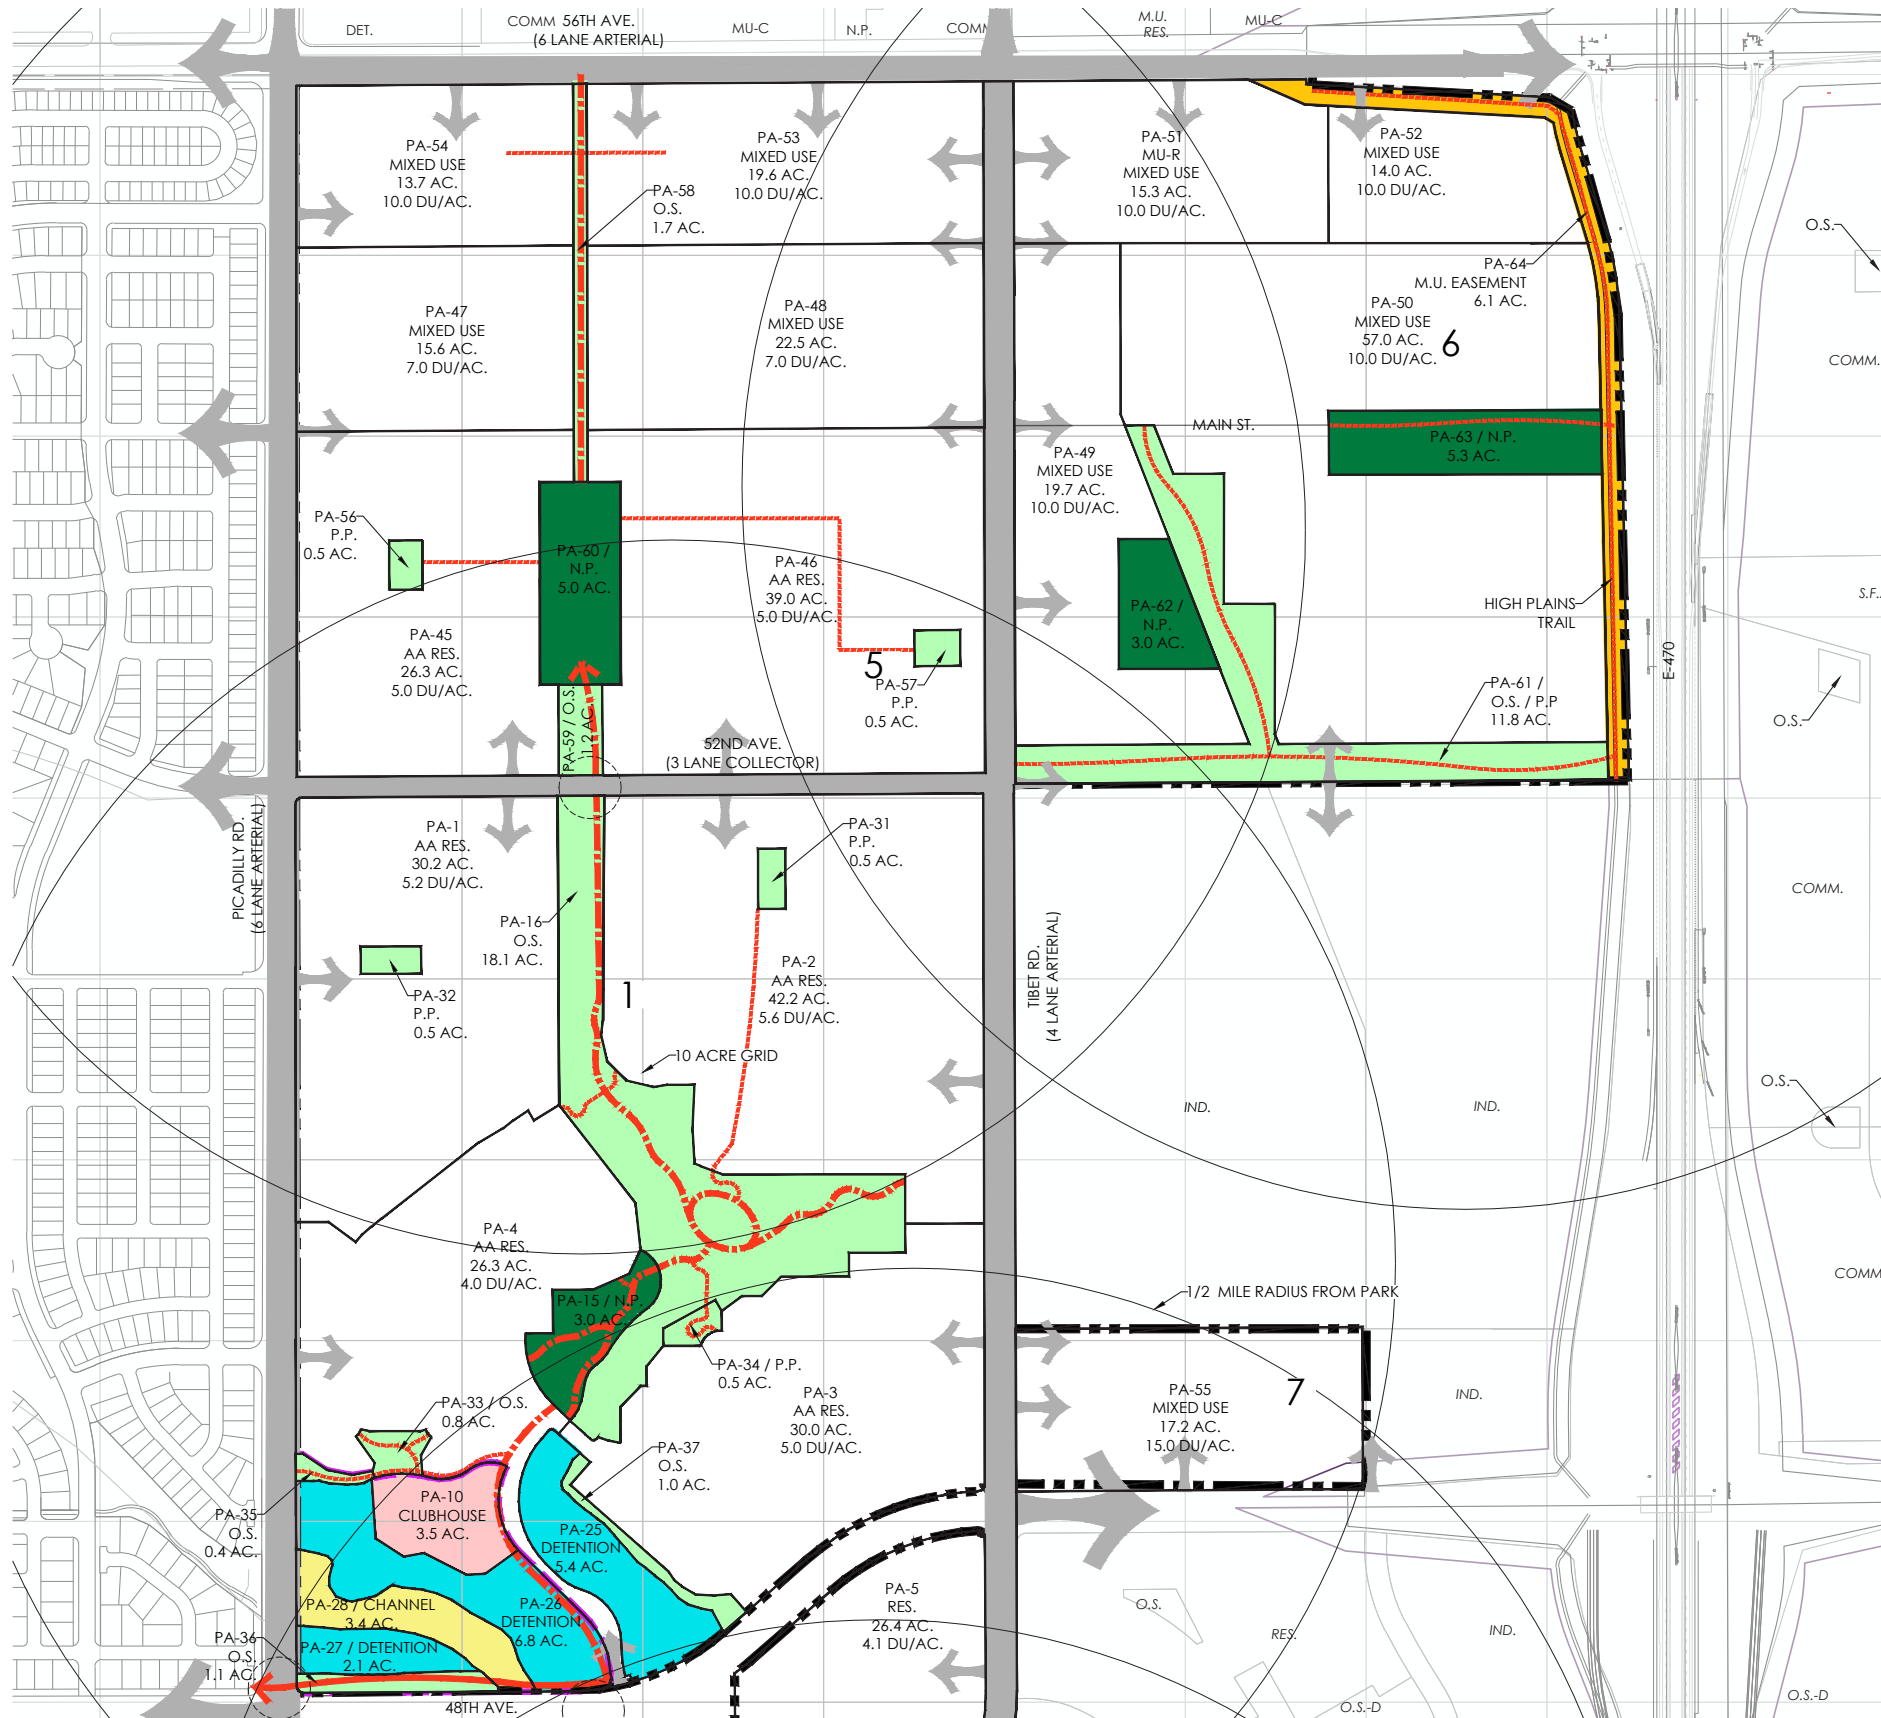 DET.
COMM
56TH AVE.
(6 LANE ARTERIAL)
MU-C
N.P.
COMM
M.U.
RES.
MU-C
PA-54
MIXED USE
13.7 AC.
10.0 DU/AC.
PA-53
MIXED USE
19.6 AC.
10.0 DU/AC.
PA-58
O.S.
1.7 AC.
PA-51
MU-R
MIXED USE
15.3 AC.
10.0 DU/AC.
PA-52
MIXED USE
14.0 AC.
10.0 DU/AC.
O.S.
PA-64
M.U. EASEMENT
6.1 AC.
PA-47
MIXED USE
15.6 AC.
7.0 DU/AC.
PA-48
MIXED USE
22.5 AC.
7.0 DU/AC.
PA-50
MIXED USE
57.0 AC.
10.0 DU/AC.
6
COMM.
MAIN ST.
PA-63 / N.P.
5.3 AC.
PA-49
MIXED USE
19.7 AC.
10.0 DU/AC.
PA-56
P.P.
0.5 AC.
PA-60 /
N.P.
5.0 AC.
PA-46
AA RES.
39.0 AC.
5.0 DU/AC.
PA-62 /
N.P.
3.0 AC.
HIGH PLAINS
TRAIL
S.F.
E-470
PA-45
AA RES.
26.3 AC.
5.0 DU/AC.
5
PA-57
P.P.
0.5 AC.
PA-59 / O.S.
1.2 AC.
PA-61 /
O.S. / P.P
11.8 AC.
O.S.
52ND AVE.
(3 LANE COLLECTOR)
PICADILLY RD.
(6 LANE ARTERIAL)
PA-1
AA RES.
30.2 AC.
5.2 DU/AC.
PA-31
P.P.
0.5 AC.
PA-16
O.S.
18.1 AC.
COMM.
PA-32
P.P.
0.5 AC.
1
PA-2
AA RES.
42.2 AC.
5.6 DU/AC.
TIBET RD.
(4 LANE ARTERIAL)
10 ACRE GRID
O.S.
IND.
IND.
PA-4
AA RES.
26.3 AC.
4.0 DU/AC.
COMM
PA-15 / N.P.
3.0 AC.
1/2 MILE RADIUS FROM PARK
PA-34 / P.P.
0.5 AC.
PA-33 / O.S.
0.8 AC.
PA-3
AA RES.
30.0 AC.
5.0 DU/AC.
PA-55
MIXED USE
17.2 AC.
15.0 DU/AC.
7
IND.
PA-37
O.S.
1.0 AC.
PA-10
CLUBHOUSE
3.5 AC.
PA-35
O.S.
0.4 AC.
PA-25
DETENTION
5.4 AC.
PA-28 / CHANNEL
3.4 AC.
PA-26
DETENTION
6.8 AC.
PA-5
RES.
26.4 AC.
4.1 DU/AC.
O.S.
RES.
IND.
PA-36
O.S.
1.1 AC.
PA-27 / DETENTION
2.1 AC.
48TH AVE.
O.S.-D
O.S.-D